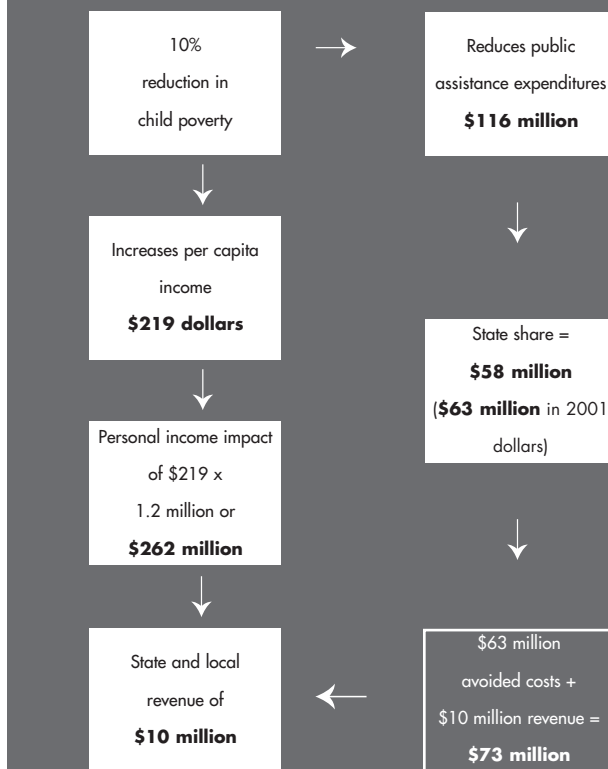 10%
reduction in
child poverty
Reduces public
assistance expenditures
$116 million
Increases per capita
income
$219 dollars
State share =
$58 million
($63 million in 2001
dollars)
Personal income impact
of $219 x
1.2 million or
$262 million
State and local
revenue of
$10 million
$63 million
avoided costs +
$10 million revenue =
$73 million